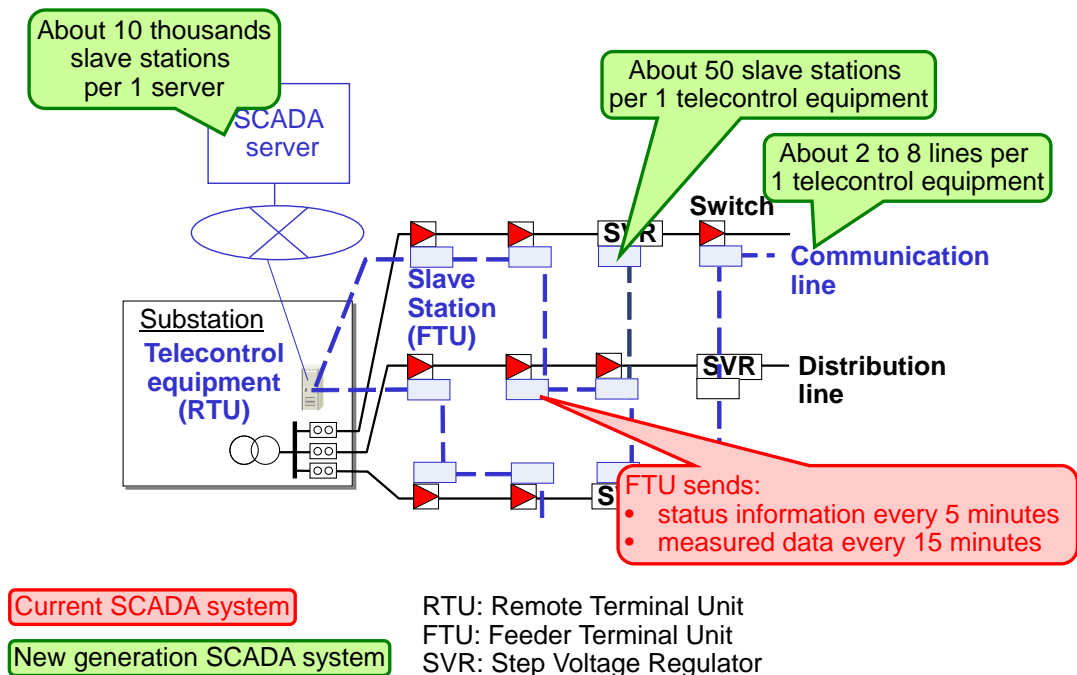 About 10 thousands
slave stations
per 1 server
SCADA
server
About 50 slave stations
per 1 telecontrol equipment
About 2 to 8 lines per
1 telecontrol equipment
Switch
SVR
Communication
line
Slave
Station
(FTU)
Substation
Telecontrol
equipment
(RTU)
SVR
Distribution
line
S
FTU sends:
• status information every 5 minutes
• measured data every 15 minutes
Current SCADA system
New generation SCADA system
RTU: Remote Terminal Unit
FTU: Feeder Terminal Unit
SVR: Step Voltage Regulator